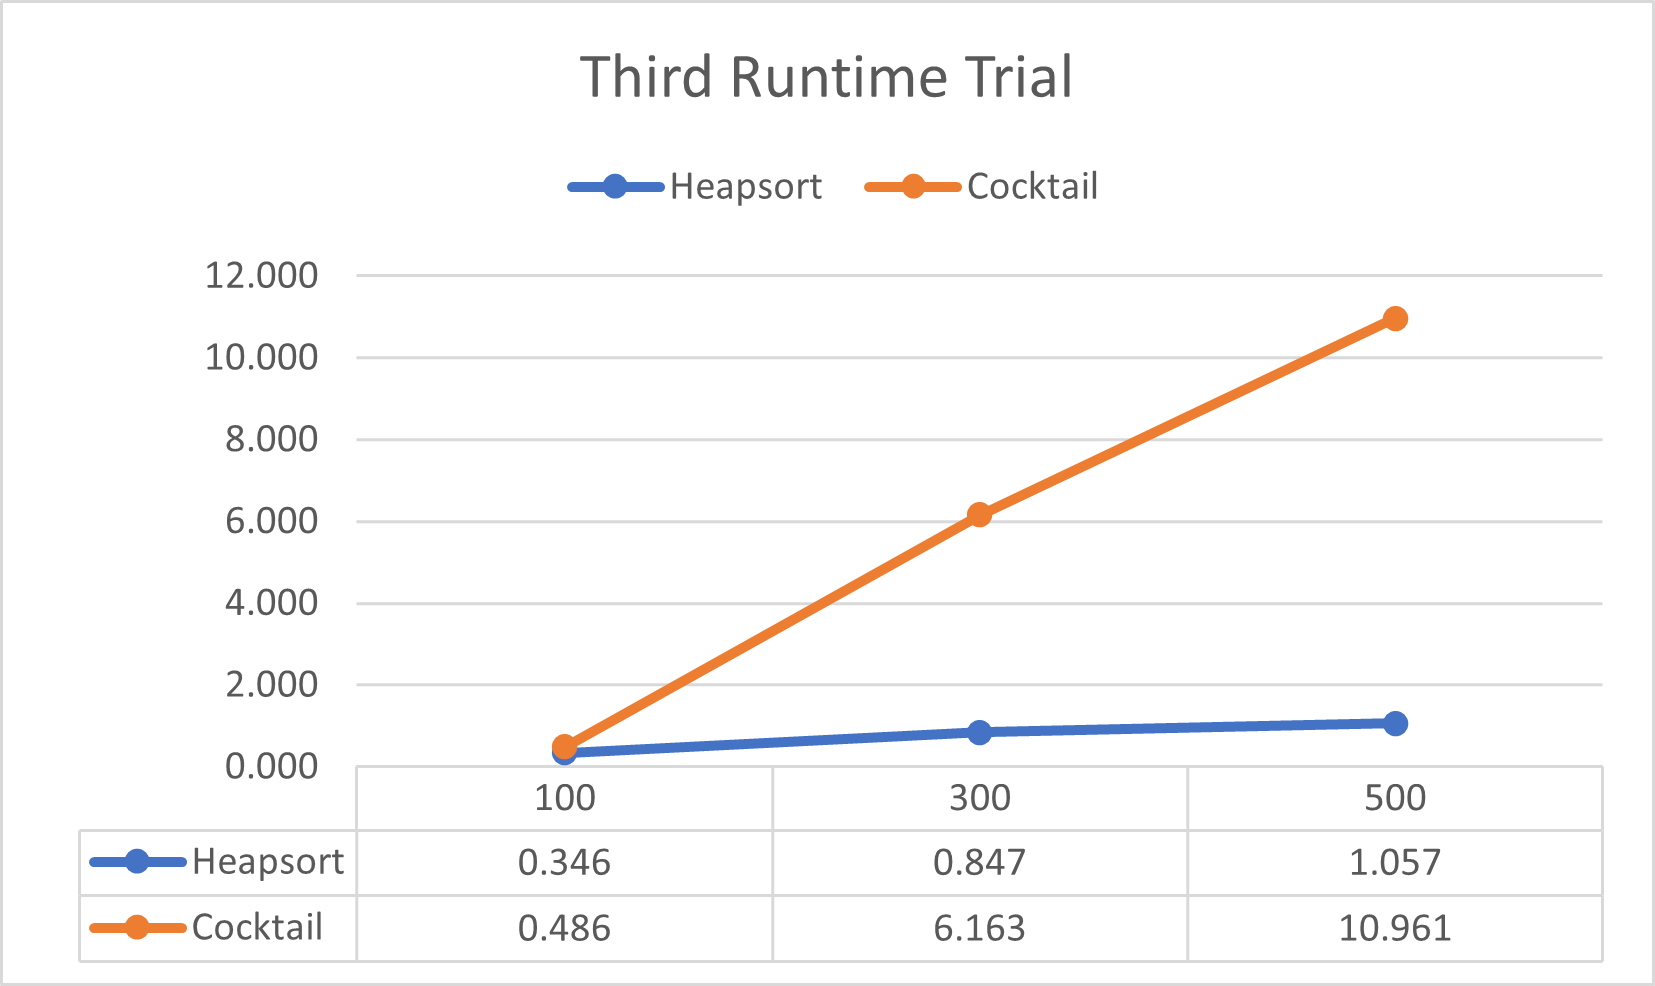 Third Runtime Trial
Heapsort Cocktail
12.000
10.000
8.000
6.000
4.000
2.000
0.000
100 300 500
Heapsort 0.346 0.847 1.057
Cocktail 0.486 6.163 10.961